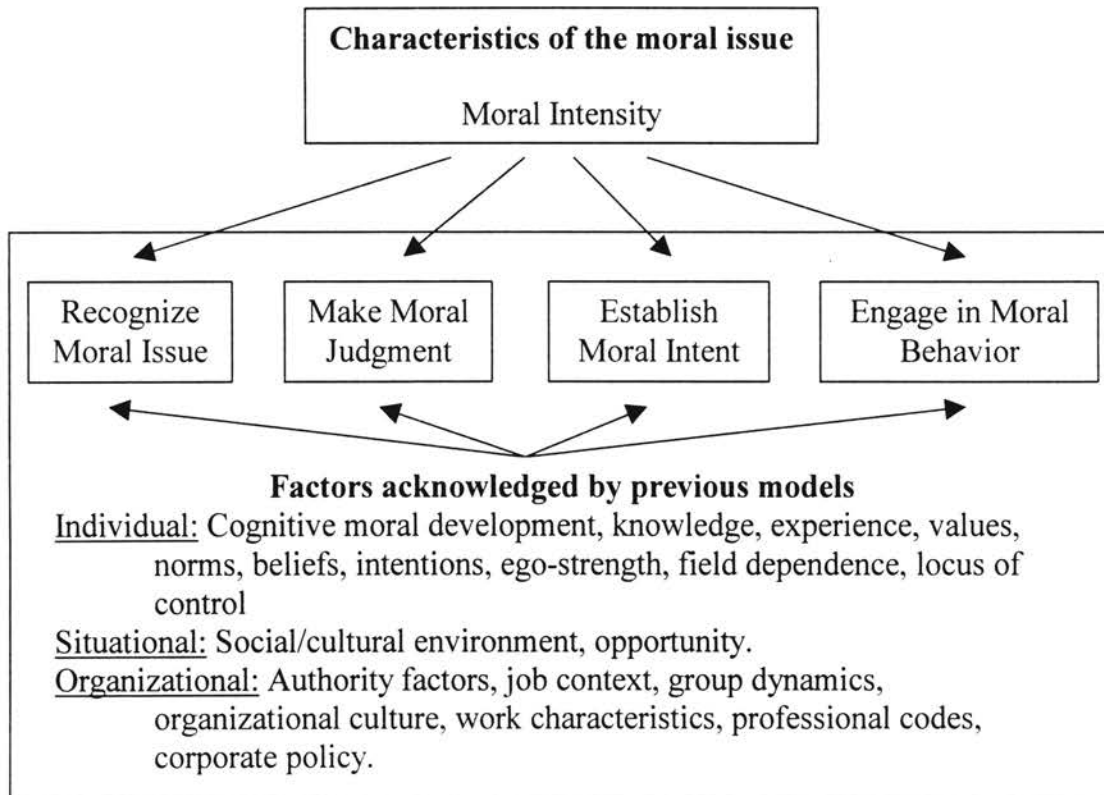 Characteristics of the moral issue
Moral Intensity
Recognize
Moral Issue
Make Moral
Judgment
Establish
Moral Intent
Engage in Moral
Behavior
Factors acknowledged by previous models
Individual: Cognitive moral development, knowledge, experience, values,
norms, beliefs, intentions, ego-strength, field dependence, locus of
control
Situational: Social/cultural environment, opportunity.
Organizational: Authority factors, job context, group dynamics,
organizational culture, work characteristics, professional codes,
corporate policy.